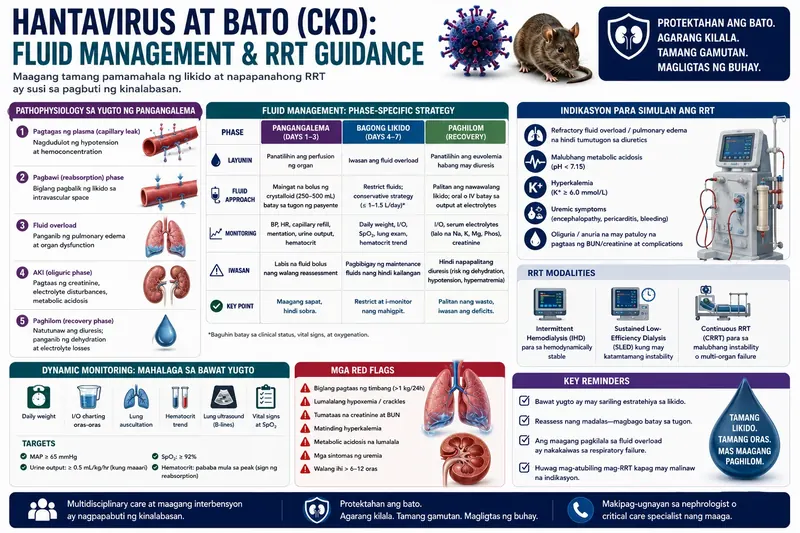 HANTAVIRUS AT BATO (CKD):
FLUID MANAGEMENT & RRT GUIDANCE
Maagang tamang pamamahala ng likido at napapanahong RRT
ay susi sa pagbuti ng kinalabasan.
PROTEKTAHAN ANG BATO.
AGARANG KILALA.
TAMANG GAMUTAN.
MAGLIGTAS NG BUHAY.
PATHOPHYSIOLOGY SA YUGTO NG PANGANGALEMA
1 Pagtagas ng plasma (capillary leak)
Nagdudulot ng hypotension
at hemoconcentration
2 Pagbawi (reabsorption) phase
Biglang pagbalik ng likido sa
intravascular space
3 Fluid overload
Panganib ng pulmonary edema
at organ dysfunction
4 AKI (oliguric phase)
Pagtaas ng creatinine,
electrolyte disturbances,
metabolic acidosis
5 Paghilom (recovery phase)
Natutunaw ang diuresis;
panganib ng dehydration
at electrolyte losses
FLUID MANAGEMENT: PHASE-SPECIFIC STRATEGY
PHASE
PANGANGALEMA
(DAYS 1–3)
BAGONG LIKIDO
(DAYS 4–7)
PAGHILOM
(RECOVERY)
LAYUNIN
Panatilihin ang perfusion
ng organ
Iwasan ang fluid overload
Panatilihin ang euvolemia
habang may diuresis
FLUID
APPROACH
Maingat na bolus ng
crystalloid (250–500 mL)
batay sa tugon ng pasyente
Restrict fluids;
conservative strategy
(≤ 1–1.5 L/day)*
Palitan ang nawawalang
likido; oral o IV batay sa
output at electrolytes
MONITORING
BP, HR, capillary refill,
mentation, urine output,
hematocrit
Daily weight, I/O,
SpO₂, lung exam,
hematocrit trend
I/O, serum electrolytes
(lalo na Na, K, Mg, Phos),
creatinine
IWASAN
Labis na fluid bolus
nang walang reassessment
Pagbibigay ng maintenance
fluids nang hindi kailangan
Hindi napapalitang
diuresis (risk ng dehydration,
hypotension, hypernatremia)
KEY POINT
Maagang sapat,
hindi sobra.
Restrict at i-monitor
nang mahigpit.
Palitan nang wasto,
iwasan ang deficits.
*Baguhin batay sa clinical status, vital signs, at oxygenation.
INDIKASYON PARA SIMULAN ANG RRT
Refractory fluid overload / pulmonary edema
na hindi tumutugon sa diuretics
Malubhang metabolic acidosis
(pH < 7.15)
K⁺
Hyperkalemia
(K⁺ ≥ 6.0 mmol/L)
Uremic symptoms
(encephalopathy, pericarditis, bleeding)
Oliguria / anuria na may patuloy na
pagtaas ng BUN/creatinine at complications
RRT MODALITIES
Intermittent
Hemodialysis (IHD)
para sa hemodynamically
stable
Sustained Low-
Efficiency Dialysis
(SLED) kung may
katamtamang instability
Continuous RRT
(CRRT) para sa
malubhang instability
o multi-organ failure
DYNAMIC MONITORING: MAHALAGA SA BAWAT YUGTO
Daily weight
I/O charting
oras-oras
Lung
auscultation
Hematocrit
trend
Lung ultrasound
(B-lines)
Vital signs
at SpO₂
TARGETS
MAP ≥ 65 mmHg
Urine output: ≥ 0.5 mL/kg/hr (kung maaari)
SpO₂: ≥ 92%
Hematocrit: pababa mula sa peak (sign ng
reabsorption)
MGA RED FLAGS
Biglang pagtaas ng timbang (>1 kg/24h)
Lumalalang hypoxemia / crackles
Tumataas na creatinine at BUN
Matinding hyperkalemia
Metabolic acidosis na lumalala
Mga sintomas ng uremia
Walang ihi > 6–12 oras
KEY REMINDERS
Bawat yugto ay may sariling estratehiya sa likido.
Reassess nang madalas—magbago batay sa tugon.
Ang maagang pagkilala sa fluid overload
ay nakakaiwas sa respiratory failure.
Huwag mag-atubiling mag-RRT kapag may malinaw
na indikasyon.
TAMANG
LIKIDO.
TAMANG ORAS.
MAS MAAGANG
PAGHILOM.
Multidisciplinary care at maagang interbensyon
ay nagpapabuti ng kinalabasan.
Protektahan ang bato.
Agarang kilala. Tamang gamutan. Magligtas ng buhay.
Makipag-ugnayan sa nephrologist o
critical care specialist nang maaga.